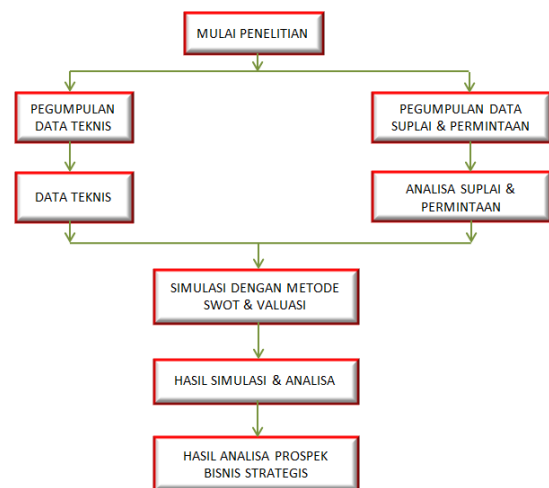 MULAI PENELITIAN
PEGUMPULAN
DATA TEKNIS
PEGUMPULAN DATA
SUPLAI & PERMINTAAN
DATA TEKNIS
ANALISA SUPLAI &
PERMINTAAN
SIMULASI DENGAN METODE
SWOT & VALUASI
HASIL SIMULASI & ANALISA
HASIL ANALISA PROSPEK
BISNIS STRATEGIS